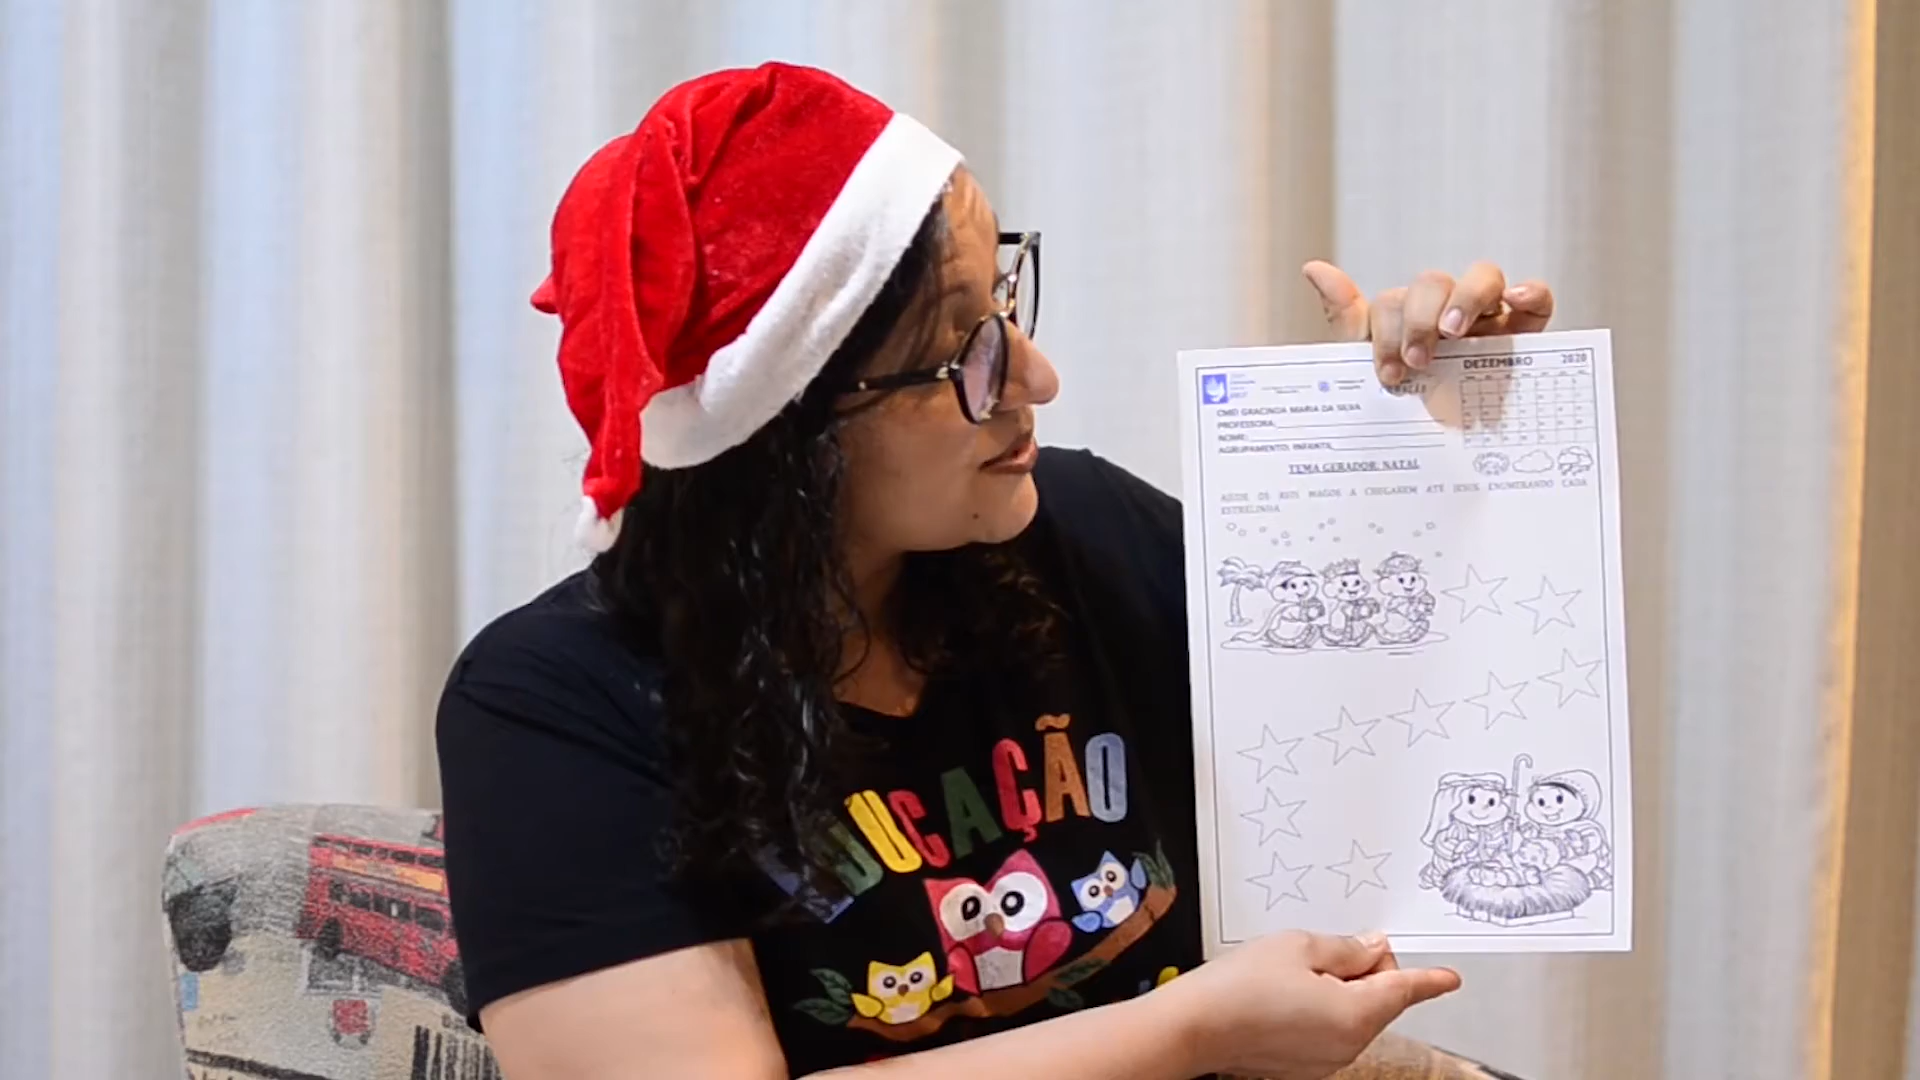 DEZEMBRO 2020
CMEI GRACINDA MARIA DA SILVA
PROFESSORA:
NOME:
AGRUPAMENTO: INFANTIL
TEMA GERADOR: NATAL
AJUDE OS REIS MAGOS A CHEGAREM ATÉ JESUS ENUMERANDO CADA
ESTRELINHA
EDUCAÇÃO